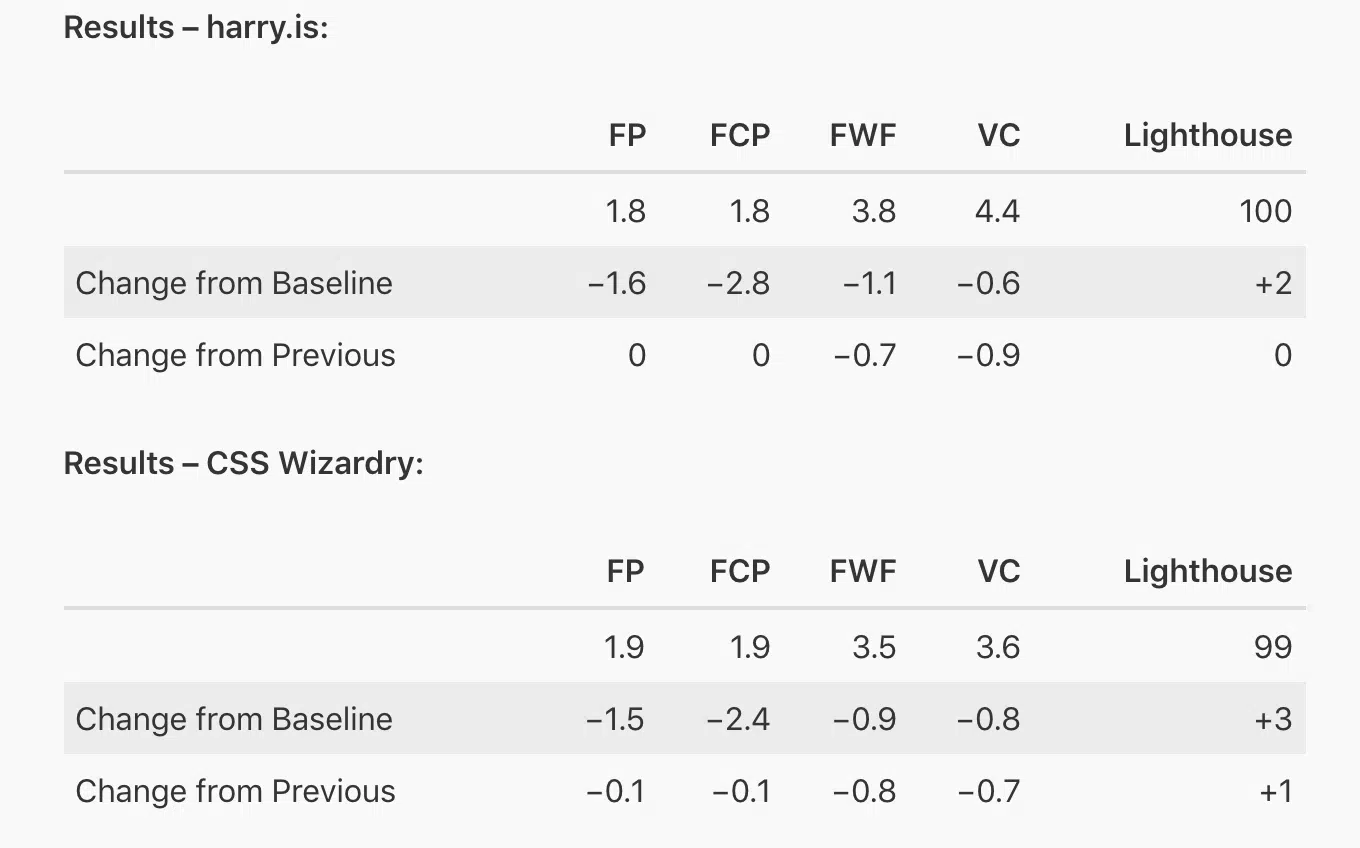 Results – harry.is:
FP FCP FWF VC Lighthouse
1.8 1.8 3.8 4.4 100
Change from Baseline −1.6 −2.8 −1.1 −0.6 +2
Change from Previous 0 0 −0.7 −0.9 0
Results – CSS Wizardry:
FP FCP FWF VC Lighthouse
1.9 1.9 3.5 3.6 99
Change from Baseline −1.5 −2.4 −0.9 −0.8 +3
Change from Previous −0.1 −0.1 −0.8 −0.7 +1